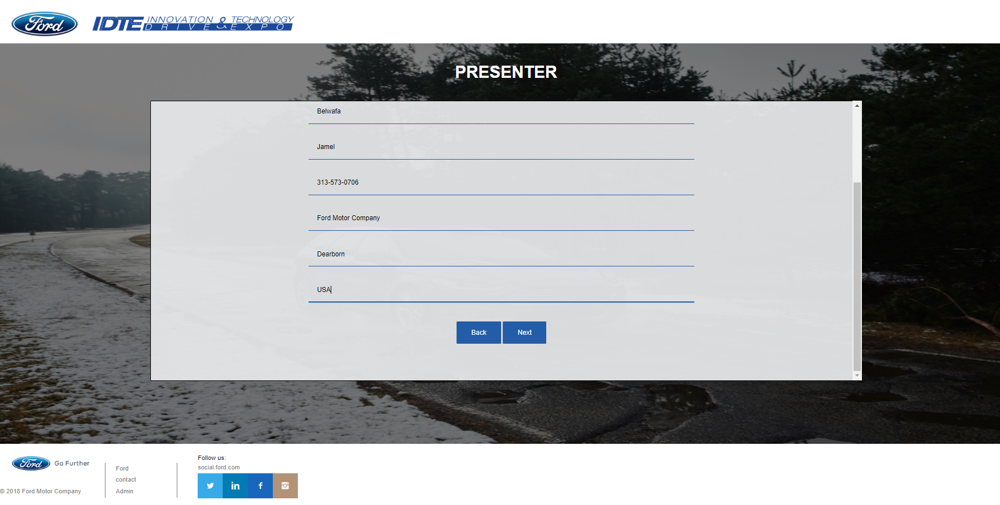 Ford
IDTE INNOVATION & TECHNOLOGY
DRIVE & EXPO
PRESENTER
Belwafa
Jamel
313-573-0706
Ford Motor Company
Dearborn
USA
Back Next
Ford Go Further
© 2018 Ford Motor Company
Ford
contact
Admin
Follow us:
social.ford.com
in
f